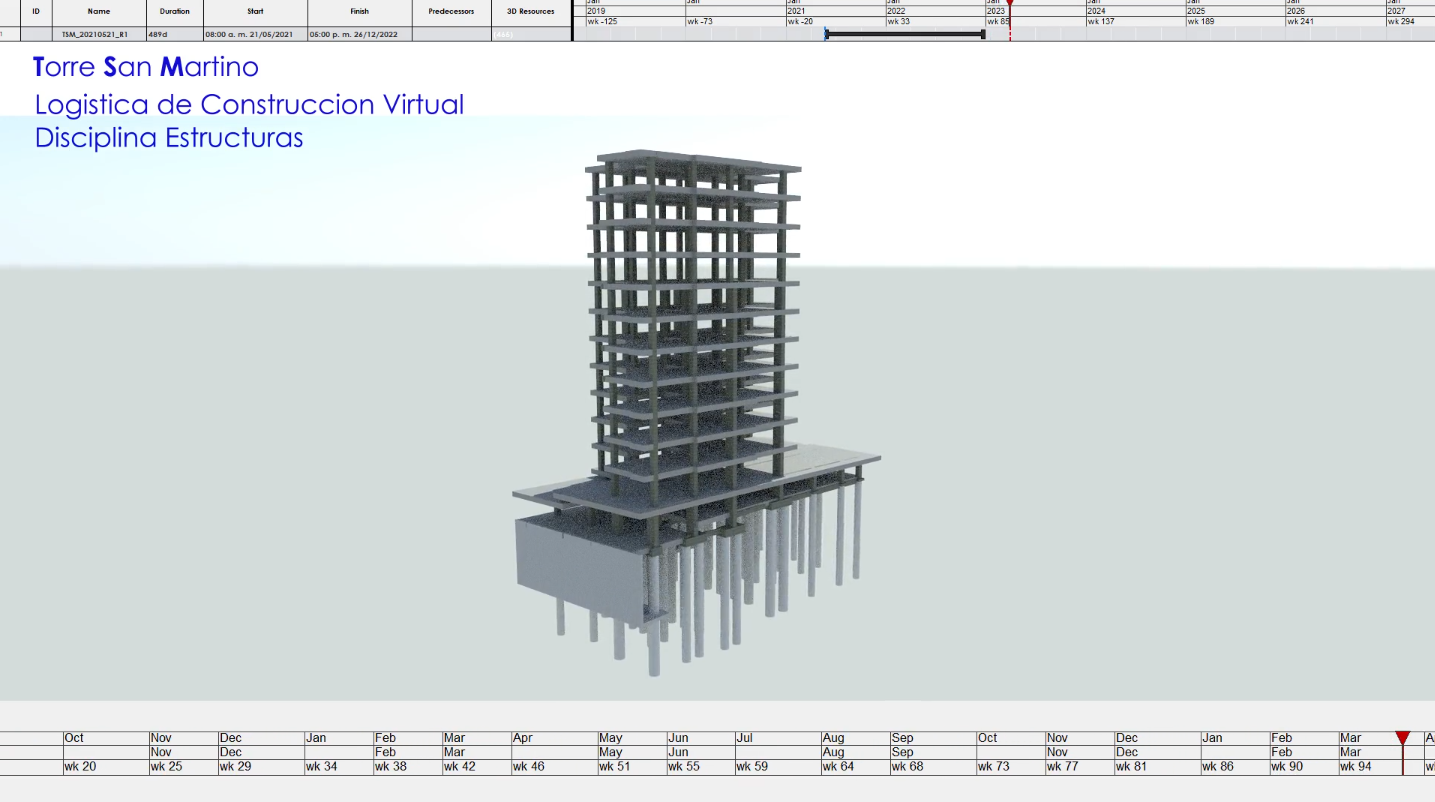 ID Name Duration Start Finish Predecessors 3D Resources
Jan Jan Jan Jan Jan Jan Jan Jan Jan
2019 2021 2022 2023 2024 2025 2026 2027
wk -125 wk -73 wk -20 wk 33 wk 85 wk 137 wk 189 wk 241 wk 294
1 TSM_20210521_R1 489d 08:00 a. m. 21/05/2021 05:00 p. m. 26/12/2022
Torre San Martino
Logistica de Construccion Virtual
Disciplina Estructuras
Oct Nov Dec Jan Feb Mar Apr May Jun Jul Aug Sep Oct Nov Dec Jan Feb Mar
Nov Dec Feb Mar May Jun Aug Sep Nov Dec Feb Mar
wk 20 wk 25 wk 29 wk 34 wk 38 wk 42 wk 46 wk 51 wk 55 wk 59 wk 64 wk 68 wk 73 wk 77 wk 81 wk 86 wk 90 wk 94